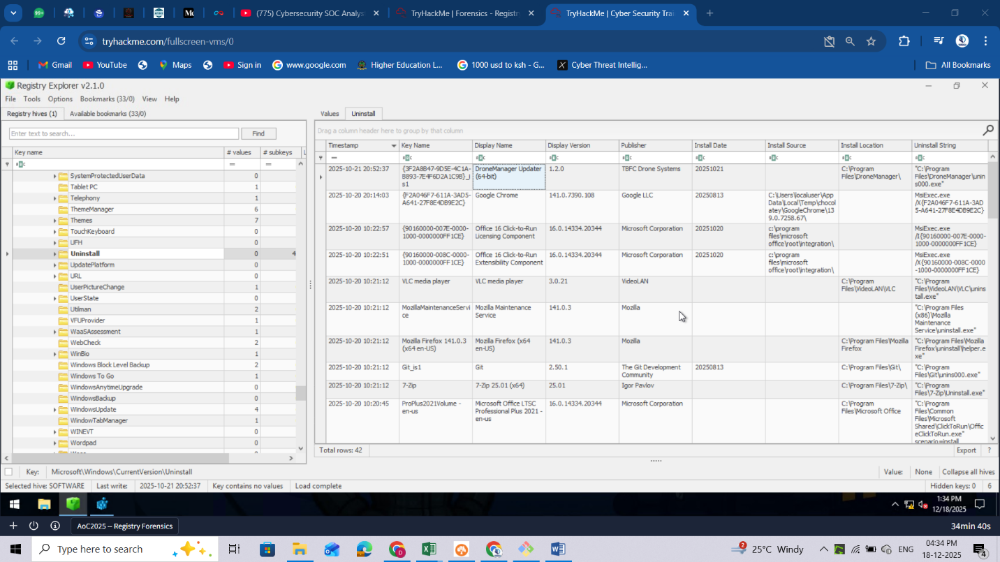 99+
(775) Cybersecurity SOC Analys
TryHackMe | Forensics - Registry
TryHackMe | Cyber Security Trai
tryhackme.com/fullscreen-vms/0
Gmail
YouTube
Maps
Sign in
www.google.com
Higher Education L...
1000 usd to ksh - G...
Cyber Threat Intellig...
All Bookmarks
Registry Explorer v2.1.0
File Tools Options Bookmarks (33/0) View Help
Registry hives (1) Available bookmarks (33/0)
Enter text to search...
Find
Key name # values # subkeys
SystemProtectedUserData 0
Tablet PC 1
Telephony 1
ThemeManager 6
Themes 7
TouchKeyboard 0
UFH 0
Uninstall 0 4
UpdatePlatform 0
URL 0
UserPictureChange 1
UserState 0
Utilman 2
VFUProvider 1
WaaSAssessment 1
WebCheck 2
WinBio 1
Windows Block Level Backup 2
Windows To Go 1
WindowsAnytimeUpgrade 0
WindowsBackup 0
WindowsUpdate 4
WindowTabManager 1
WINEVT 0
Wordpad 0
Values Uninstall
Drag a column header here to group by that column
Timestamp Key Name Display Name Display Version Publisher Install Date Install Source Install Location Uninstall String
2025-10-21 20:52:37 {3F2A8B47-9D5E-4C1A- DroneManager Updater 1.2.0 TBFC Drone Systems 20251021 C:\Program "C:\Program
B893-7E4F6D2A1C9B}_i (64-bit) Files\DroneManager\ Files\DroneManager\unin
s1 s000.exe"
2025-10-20 20:14:03 {F2A046F7-611A-3AD5- Google Chrome 141.0.7390.108 Google LLC 20250813 C:\Users\localuser\App MsiExec.exe
A641-27F8E4DB9E2C} Data\Local\Temp\chocol /X{F2A046F7-611A-3AD
atey\GoogleChrome\13 5-A641-27F8E4DB9E2C}
9.0.7258.67\
2025-10-20 10:22:57 {90160000-007E-0000- Office 16 Click-to-Run 16.0.14334.20344 Microsoft Corporation 20251020 c:\program MsiExec.exe
1000-0000000FF1CE} Licensing Component files\microsoft /I{90160000-007E-0000
office\root\integration\ -1000-0000000FF1CE}
2025-10-20 10:22:51 {90160000-008C-0000- Office 16 Click-to-Run 16.0.14334.20344 Microsoft Corporation 20251020 c:\program MsiExec.exe
1000-0000000FF1CE} Extensibility Component files\microsoft /X{90160000-008C-0000
office\root\integration\ -1000-0000000FF1CE}
2025-10-20 10:21:12 VLC media player VLC media player 3.0.21 VideoLAN C:\Program "C:\Program
Files\VideoLAN\VLC Files\VideoLAN\VLC\unins
tall.exe"
2025-10-20 10:21:12 MozillaMaintenanceServi Mozilla Maintenance 141.0.3 Mozilla "C:\Program Files
ce Service (x86)\Mozilla
Maintenance
Service\uninstall.exe"
2025-10-20 10:21:12 Mozilla Firefox 141.0.3 Mozilla Firefox (x64 141.0.3 Mozilla C:\Program Files\Mozilla "C:\Program Files\Mozilla
(x64 en-US) en-US) Firefox Firefox\uninstall\helper.e
xe"
2025-10-20 10:21:12 Git_is1 Git 2.50.1 The Git Development 20250813 C:\Program Files\Git\ "C:\Program
Community Files\Git\unins000.exe"
2025-10-20 10:21:12 7-Zip 7-Zip 25.01 (x64) 25.01 Igor Pavlov C:\Program Files\7-Zip\ "C:\Program
Files\7-Zip\Uninstall.exe"
2025-10-20 10:20:45 ProPlus2021Volume - Microsoft Office LTSC 16.0.14334.20344 Microsoft Corporation C:\Program "C:\Program
en-us Professional Plus 2021 - Files\Microsoft Office Files\Common
en-us Files\Microsoft
Shared\ClickToRun\Offic
eClickToRun.exe"
scenario=install
Total rows: 42
Export ?
Key: Microsoft\Windows\CurrentVersion\Uninstall
Value: None Collapse all hives
Selected hive: SOFTWARE Last write: 2025-10-21 20:52:37 Key contains no values Load complete
Hidden keys: 0 6
1:34 PM
12/18/2025
AoC2025 -- Registry Forensics
34min 40s
Type here to search
2
25°C Windy
ENG
04:34 PM
18-12-2025
4